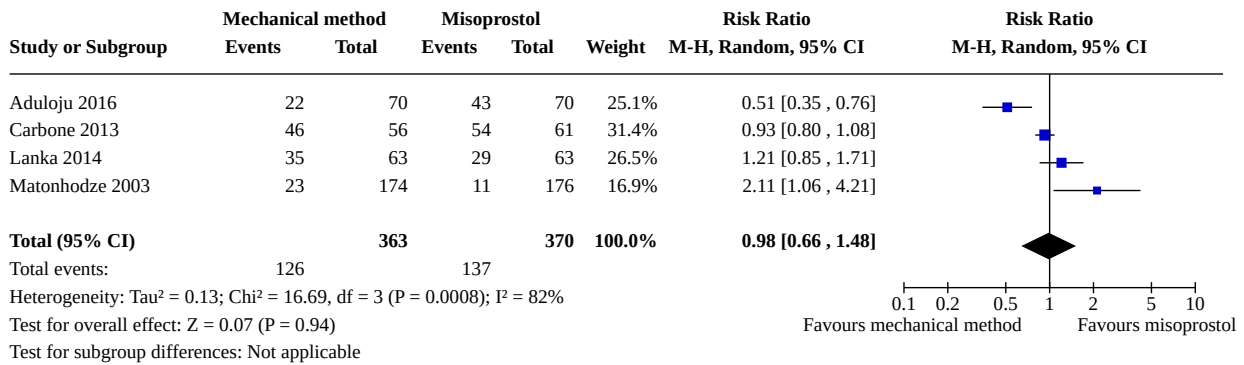 Mechanical method Misoprostol Risk Ratio Risk Ratio
Study or Subgroup Events Total Events Total Weight M-H, Random, 95% CI M-H, Random, 95% CI
Aduloju 2016 22 70 43 70 25.1% 0.51 [0.35 , 0.76]
Carbone 2013 46 56 54 61 31.4% 0.93 [0.80 , 1.08]
Lanka 2014 35 63 29 63 26.5% 1.21 [0.85 , 1.71]
Matonhodze 2003 23 174 11 176 16.9% 2.11 [1.06 , 4.21]
Total (95% CI) 363 370 100.0% 0.98 [0.66 , 1.48]
Total events: 126 137
Heterogeneity: Tau² = 0.13; Chi² = 16.69, df = 3 (P = 0.0008); I² = 82%
0.1 0.2 0.5 1 2 5 10
Test for overall effect: Z = 0.07 (P = 0.94)
Favours mechanical method Favours misoprostol
Test for subgroup differences: Not applicable